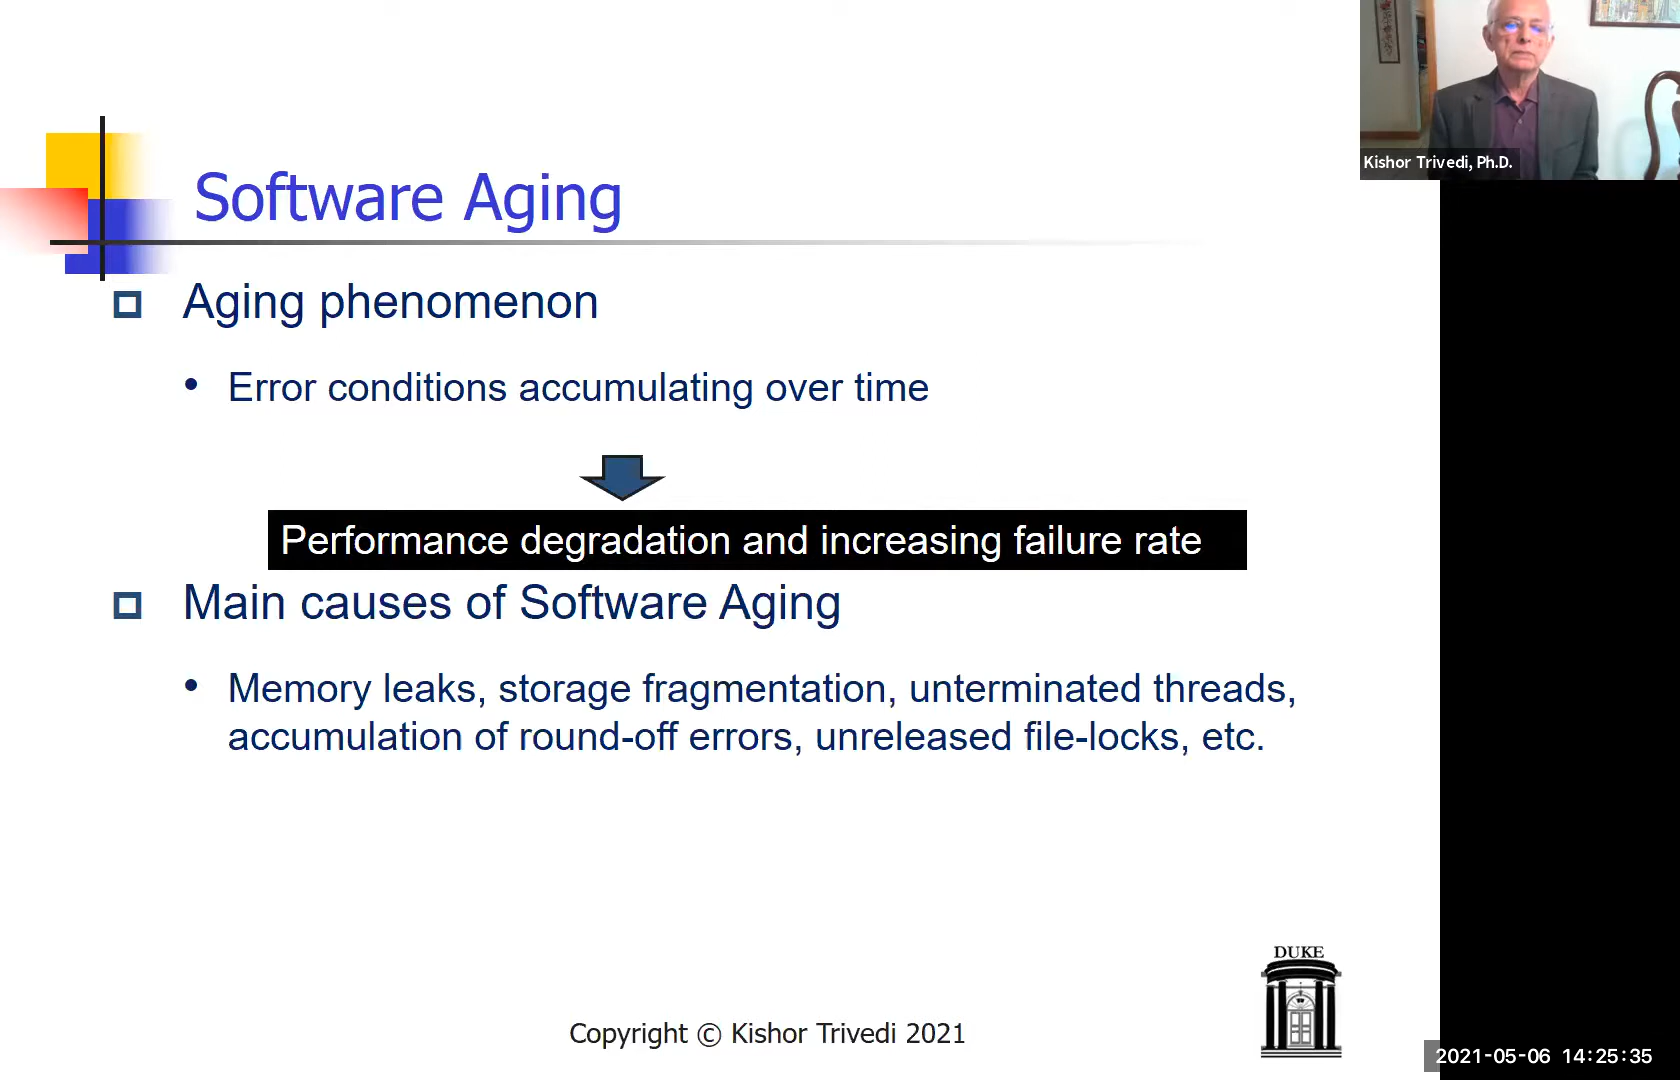 Kishor Trivedi, Ph.D.
Software Aging
Aging phenomenon
• Error conditions accumulating over time
Performance degradation and increasing failure rate
Main causes of Software Aging
• Memory leaks, storage fragmentation, unterminated threads,
accumulation of round-off errors, unreleased file-locks, etc.
DUKE
Copyright © Kishor Trivedi 2021
2021-05-06 14:25:35